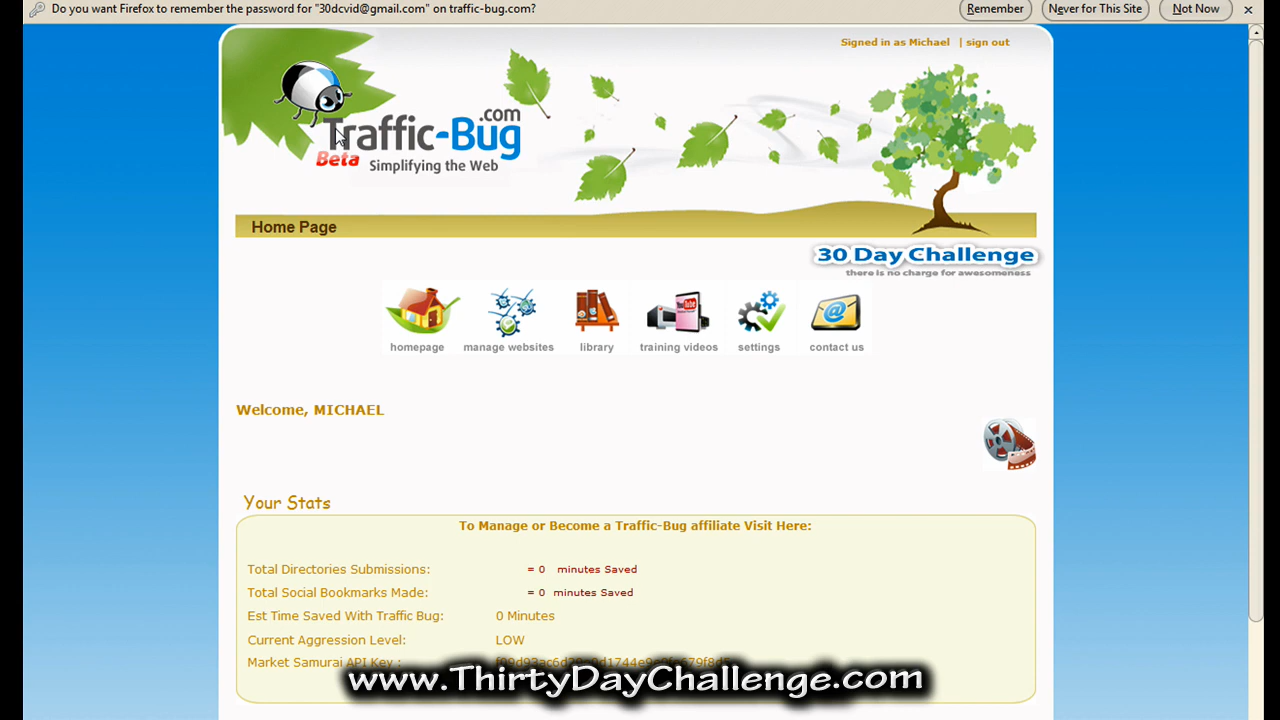 Do you want Firefox to remember the password for "30dcvid@gmail.com" on traffic-bug.com?
Remember
Never for This Site
Not Now
Signed in as Michael | sign out
Traffic-Bug.com
Beta
Simplifying the Web
Home Page
30 Day Challenge
there is no charge for awesomeness
homepage
manage websites
library
training videos
settings
contact us
Welcome, MICHAEL
Your Stats
To Manage or Become a Traffic-Bug affiliate Visit Here:
Total Directories Submissions: = 0 minutes Saved
Total Social Bookmarks Made: = 0 minutes Saved
Est Time Saved With Traffic Bug: 0 Minutes
Current Aggression Level: LOW
Market Samurai API Key :
www.ThirtyDayChallenge.com